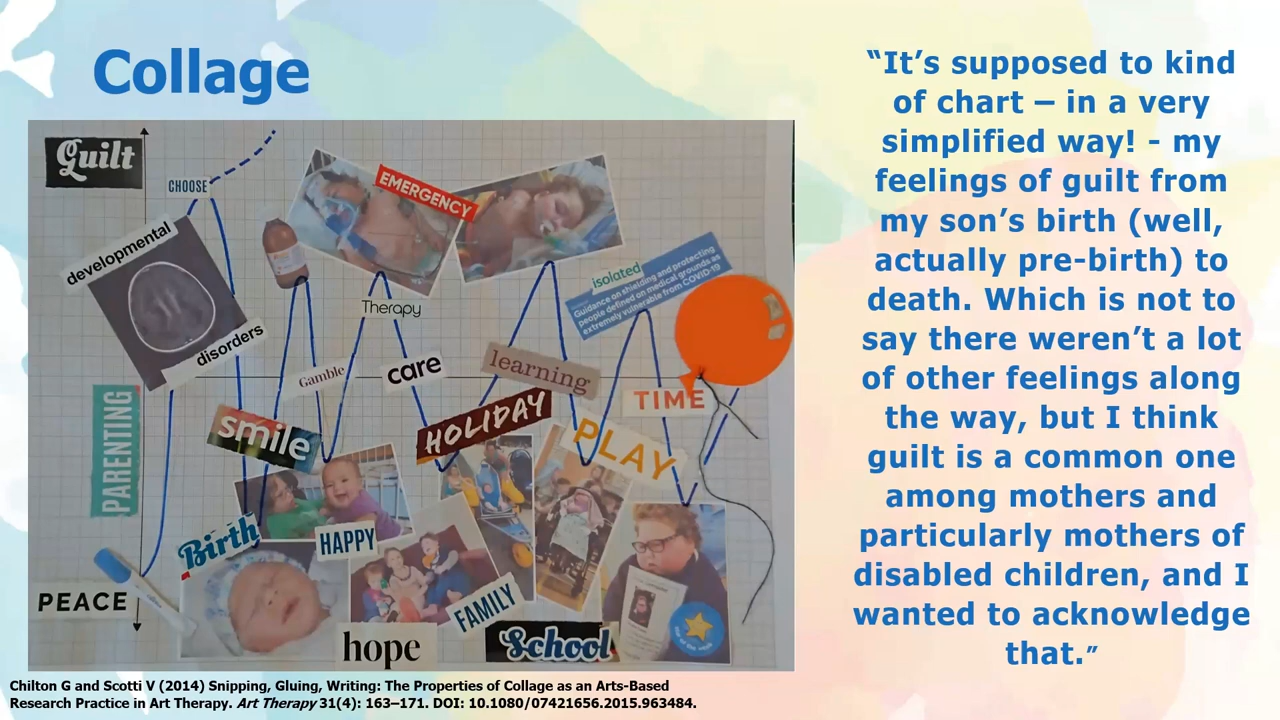 Collage
Guilt
CHOOSE
EMERGENCY
developmental
disorders
isolated
Guidance on shielding and protecting
people defined on medical grounds as
extremely vulnerable from COVID-19
Therapy
Gamble
care
learning
TIME
PARENTING
smile
HOLIDAY
PLAY
Birth
HAPPY
FAMILY
PEACE
hope
School
“It’s supposed to kind
of chart – in a very
simplified way! - my
feelings of guilt from
my son’s birth (well,
actually pre-birth) to
death. Which is not to
say there weren’t a lot
of other feelings along
the way, but I think
guilt is a common one
among mothers and
particularly mothers of
disabled children, and I
wanted to acknowledge
that.”
Chilton G and Scotti V (2014) Snipping, Gluing, Writing: The Properties of Collage as an Arts-Based
Research Practice in Art Therapy. Art Therapy 31(4): 163–171. DOI: 10.1080/07421656.2015.963484.